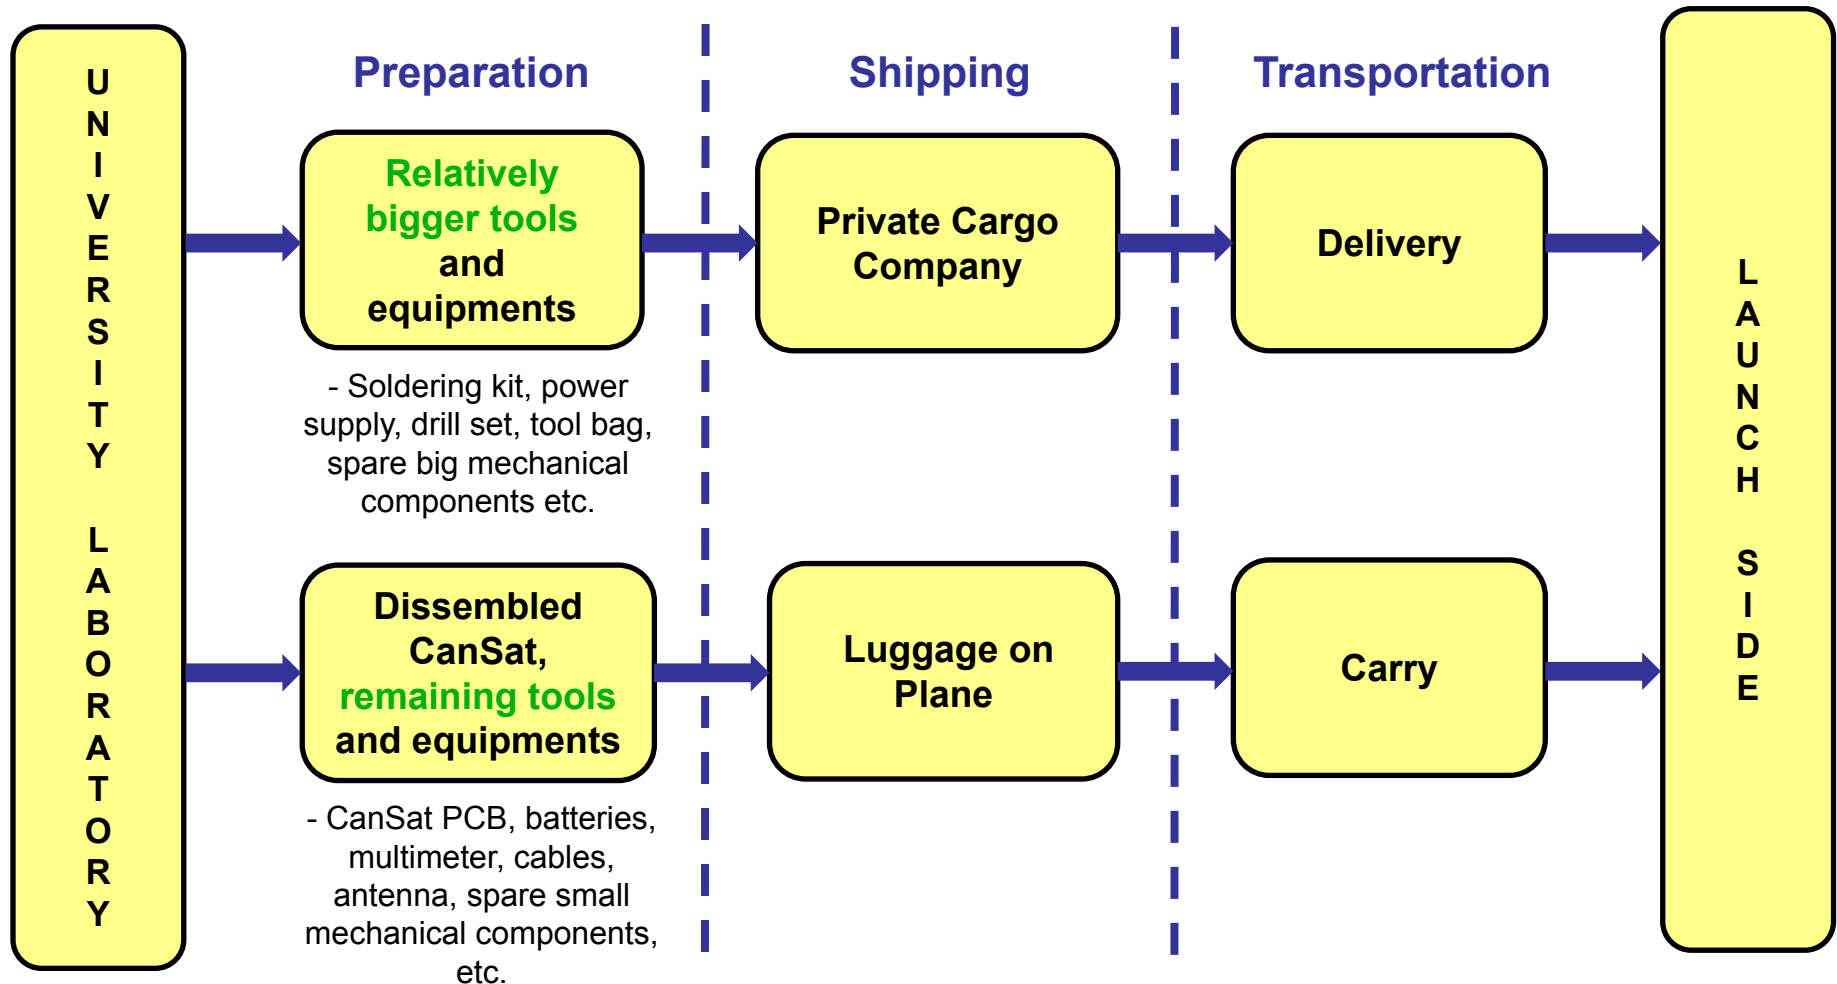 UNIVERSITY LABORATORY
Preparation
Shipping
Transportation
Relatively
bigger tools
and
equipments
Private Cargo
Company
Delivery
- Soldering kit, power
supply, drill set, tool bag,
spare big mechanical
components etc.
Dissembled
CanSat,
remaining tools
and equipments
Luggage on
Plane
Carry
- CanSat PCB, batteries,
multimeter, cables,
antenna, spare small
mechanical components,
etc.
LAUNCH SIDE